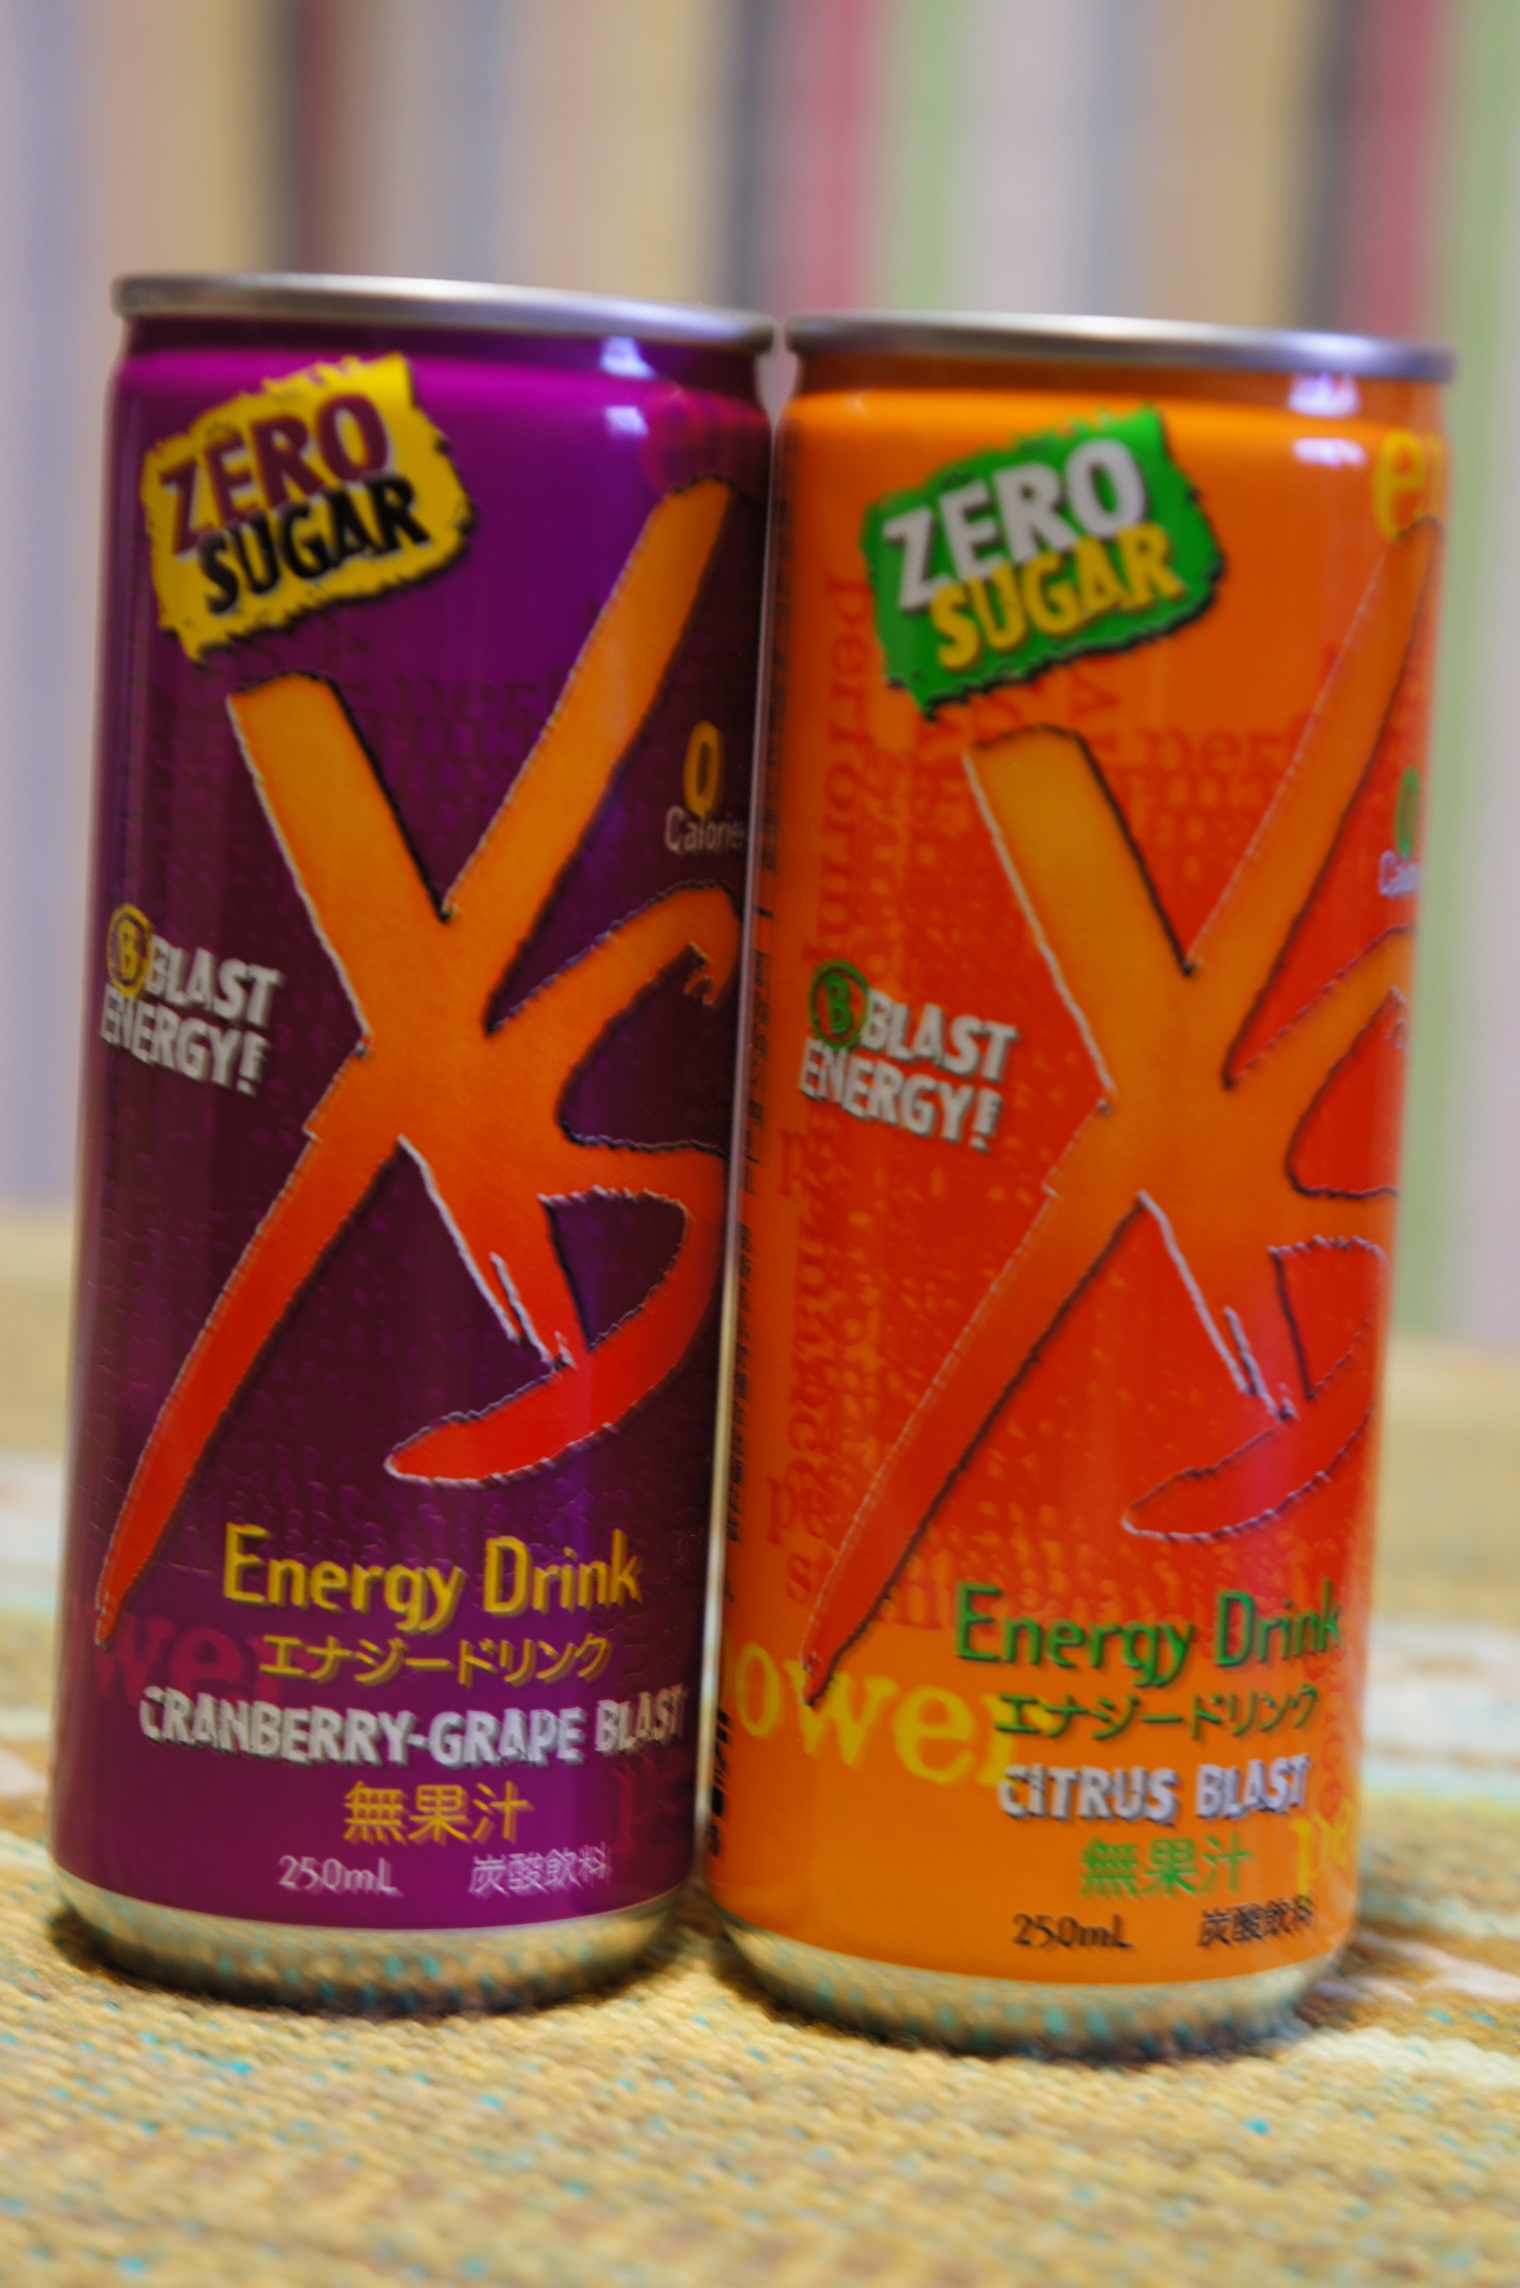 ZERO
SUGAR
XS
0
Calories
B BLAST
ENERGY!
Energy Drink
エナジードリンク
CRANBERRY-GRAPE BLAST
無果汁
250mL 炭酸飲料
ZERO
SUGAR
XS
0
B BLAST
ENERGY!
power
Energy Drink
エナジードリンク
CITRUS BLAST
無果汁
250mL 炭酸飲料